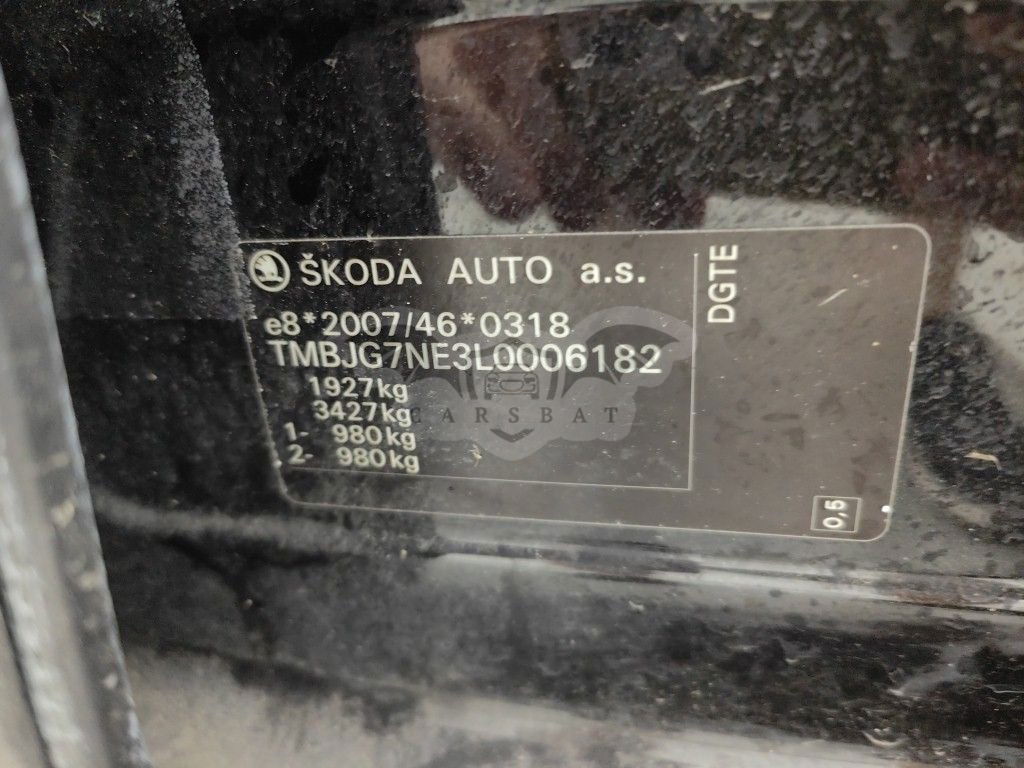 ŠKODA AUTO a.s.
e8*2007/46*0318
TMBJG7NE3L0006182
1927kg
3427kg
1- 980kg
2- 980kg
DGTE
0,5
CARSBAT